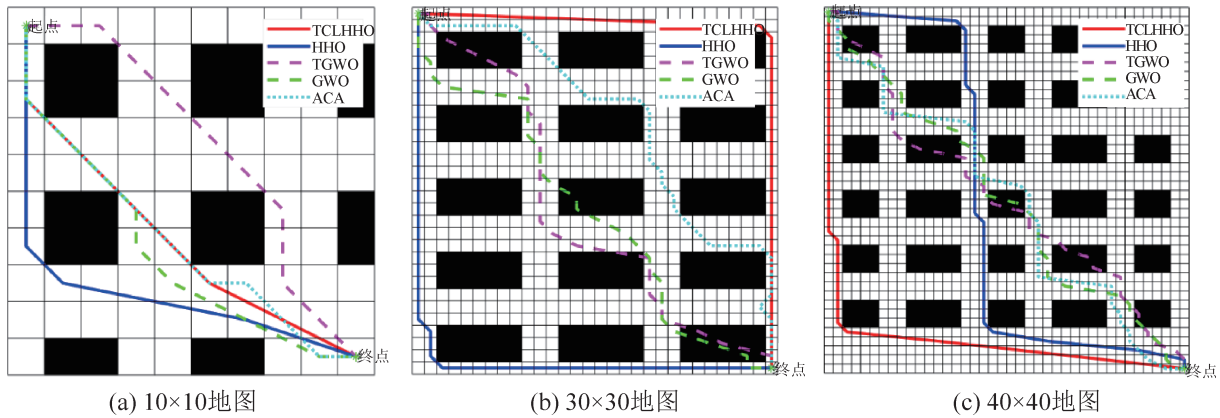 起点
TCLHHO
HHO
TGWO
GWO
ACA
终点
(a) 10×10地图
起点
TCLHHO
HHO
TGWO
GWO
ACA
终点
(b) 30×30地图
起点
TCLHHO
HHO
TGWO
GWO
ACA
终点
(c) 40×40地图